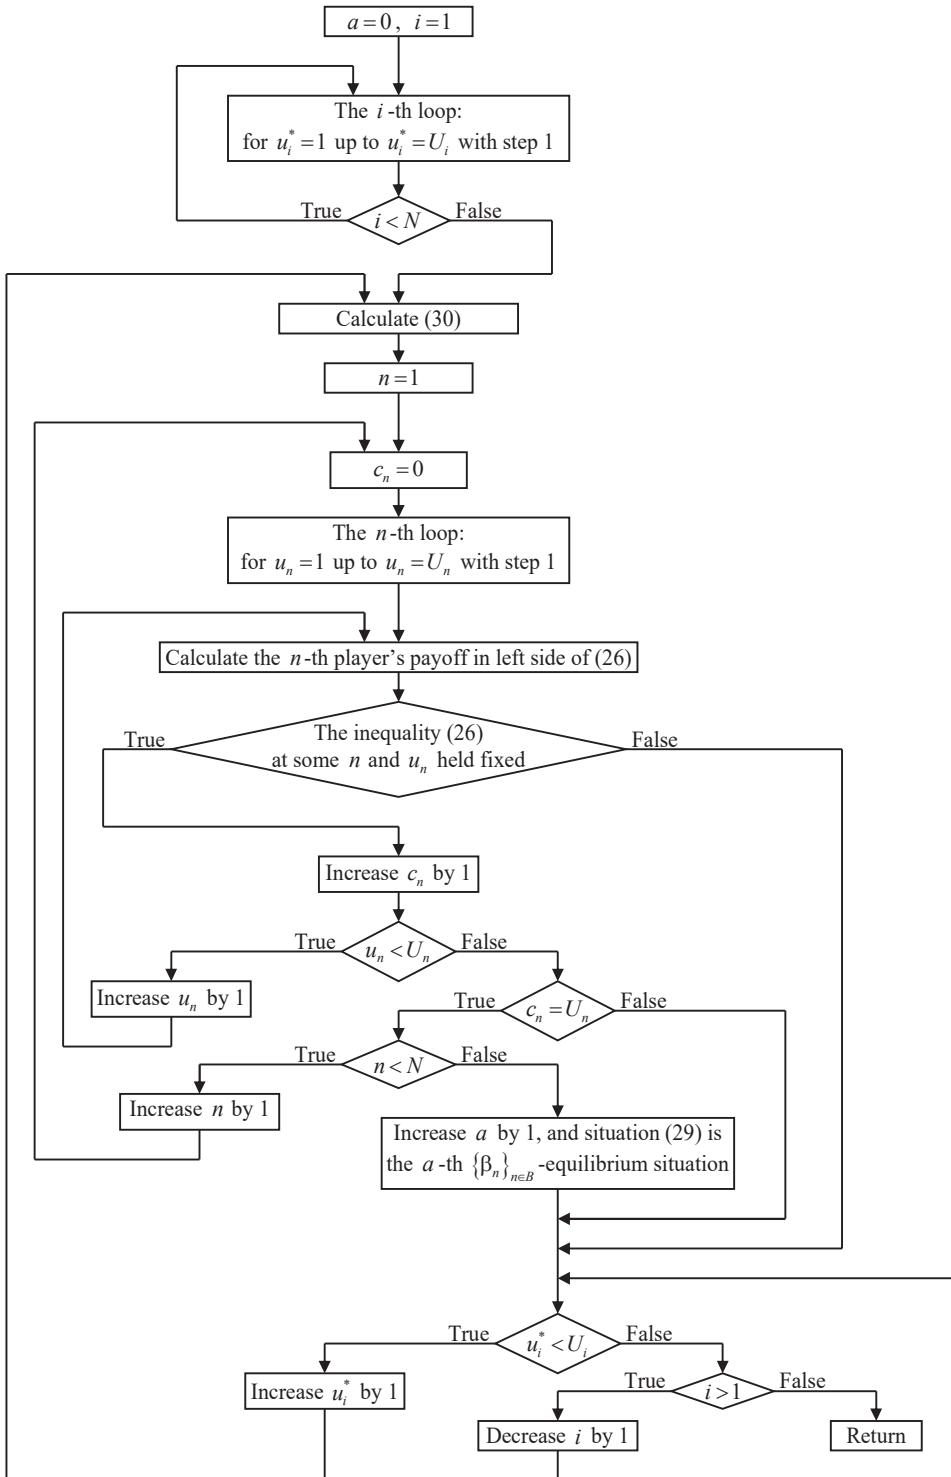 a = 0 , i = 1
The i -th loop:
for u_i^* = 1 up to u_i^* = U_i with step 1
True
i < N
False
Calculate (30)
n = 1
c_n = 0
The n -th loop:
for u_n = 1 up to u_n = U_n with step 1
Calculate the n -th player's payoff in left side of (26)
True
The inequality (26)
at some n and u_n held fixed
False
Increase c_n by 1
True
u_n < U_n
False
Increase u_n by 1
True
c_n = U_n
False
True
n < N
False
Increase n by 1
Increase a by 1, and situation (29) is
the a -th {β_n}_{n∈B} -equilibrium situation
True
u_i^* < U_i
False
Increase u_i^* by 1
True
i > 1
False
Decrease i by 1
Return